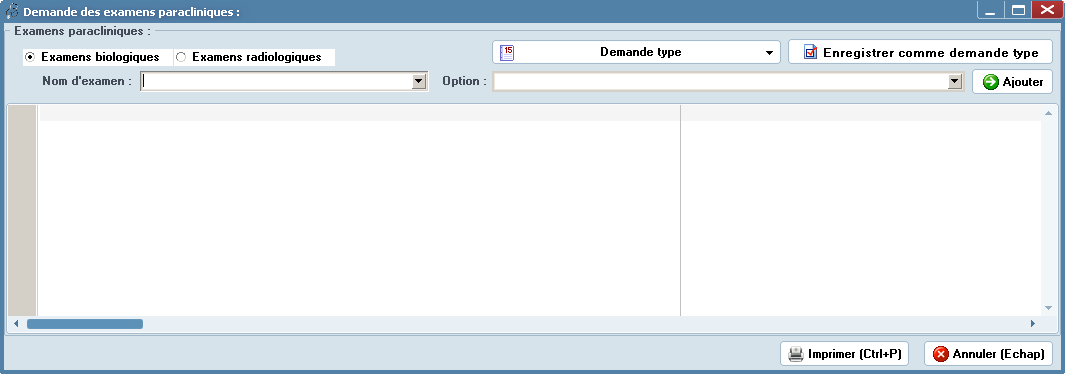 Demande des examens paracliniques :
Examens paracliniques :
Examens biologiques Examens radiologiques
15 Demande type Enregistrer comme demande type
Nom d'examen : Option : Ajouter
Imprimer (Ctrl+P) Annuler (Echap)